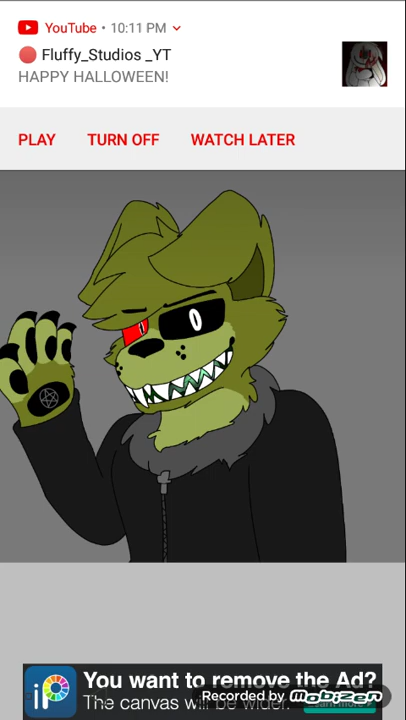 YouTube • 10:11 PM
Fluffy_Studios _YT
HAPPY HALLOWEEN!
PLAY TURN OFF WATCH LATER
You want to remove the Ad?
The canvas will be wider.
Recorded by Mobizen